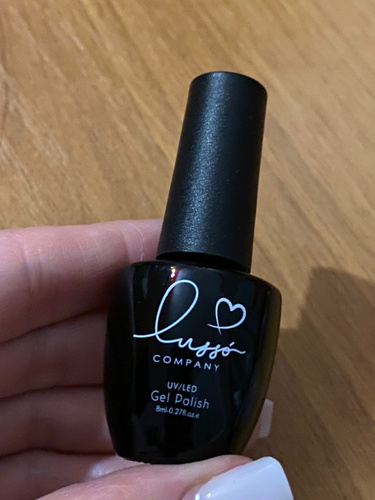 Lussó
COMPANY
UV/LED
Gel Polish
8ml-0.27fl.oz.e